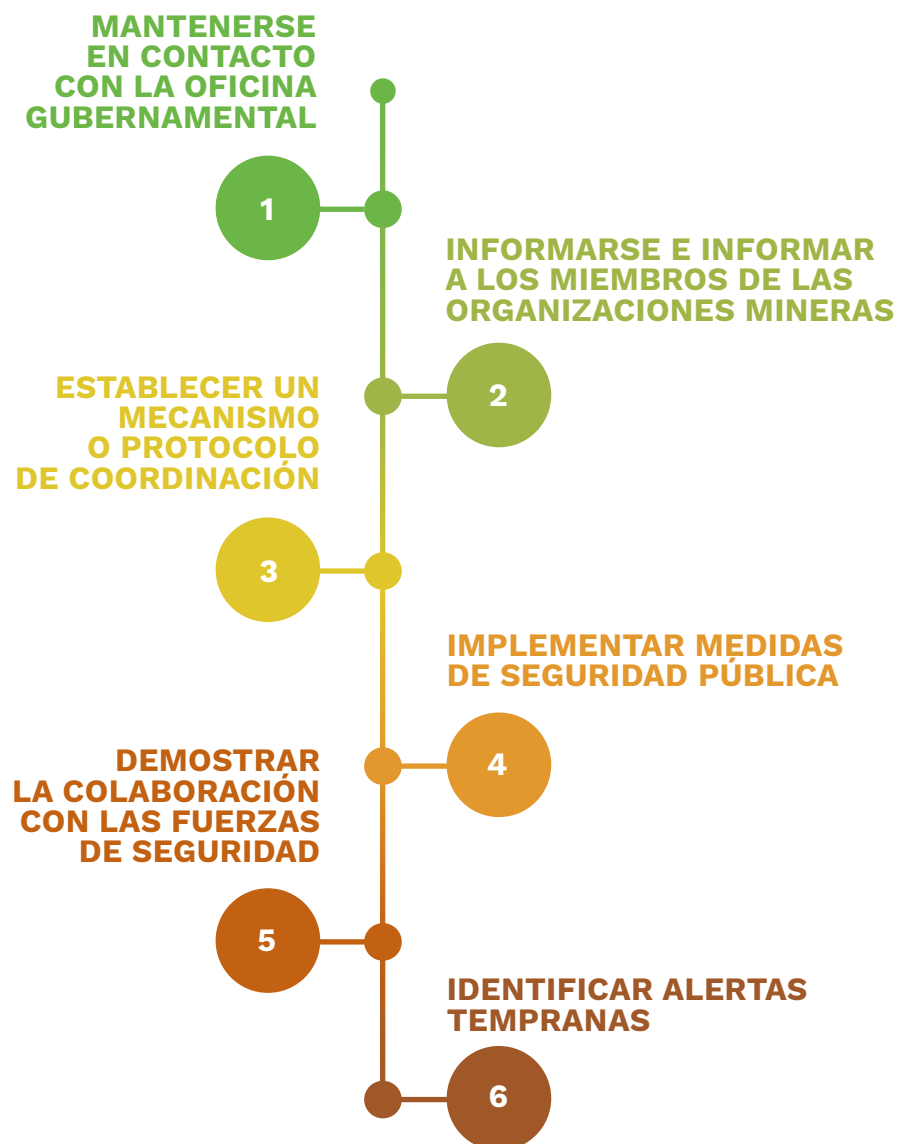 MANTENERSE
EN CONTACTO
CON LA OFICINA
GUBERNAMENTAL
1
INFORMARSE E INFORMAR
A LOS MIEMBROS DE LAS
ORGANIZACIONES MINERAS
2
ESTABLECER UN
MECANISMO
O PROTOCOLO
DE COORDINACIÓN
3
IMPLEMENTAR MEDIDAS
DE SEGURIDAD PÚBLICA
4
DEMOSTRAR
LA COLABORACIÓN
CON LAS FUERZAS
DE SEGURIDAD
5
IDENTIFICAR ALERTAS
TEMPRANAS
6